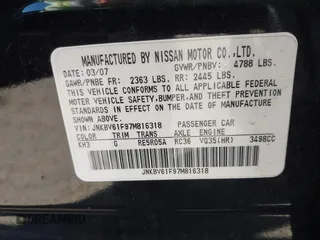 MANUFACTURED BY NISSAN MOTOR CO.,LTD.
DATE: 03/07 GVWR/PNBV: 4788 LBS.
GAWR/PNBE FR: 2363 LBS. RR: 2445 LBS.
THIS VEHICLE CONFORMS TO ALL APPLICABLE FEDERAL
MOTOR VEHICLE SAFETY, BUMPER, AND THEFT PREVENTION
STANDARDS IN EFFECT ON THE DATE OF
MANUFACTURE SHOWN ABOVE.
JNKBV61F97M816318 PASSENGER CAR
COLOR TRIM TRANS AXLE ENGINE
KH3 G RE5R05A RC36 VQ35(HR) 3498CC
JNKBV61F97M816318